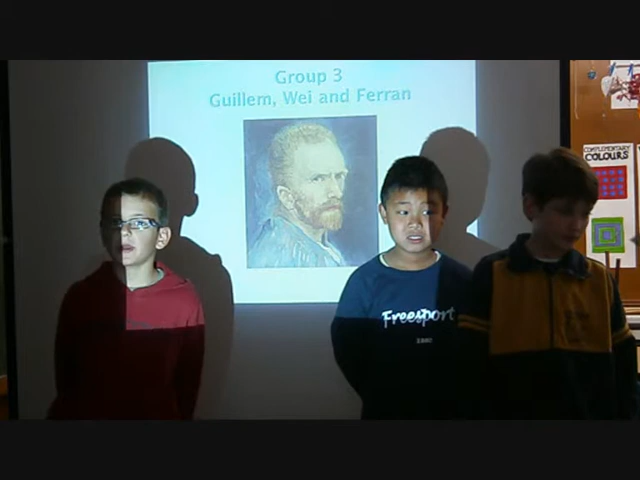 Group 3
Guillem, Wei and Ferran
COMPLEMENTARY
COLOURS
Freesport